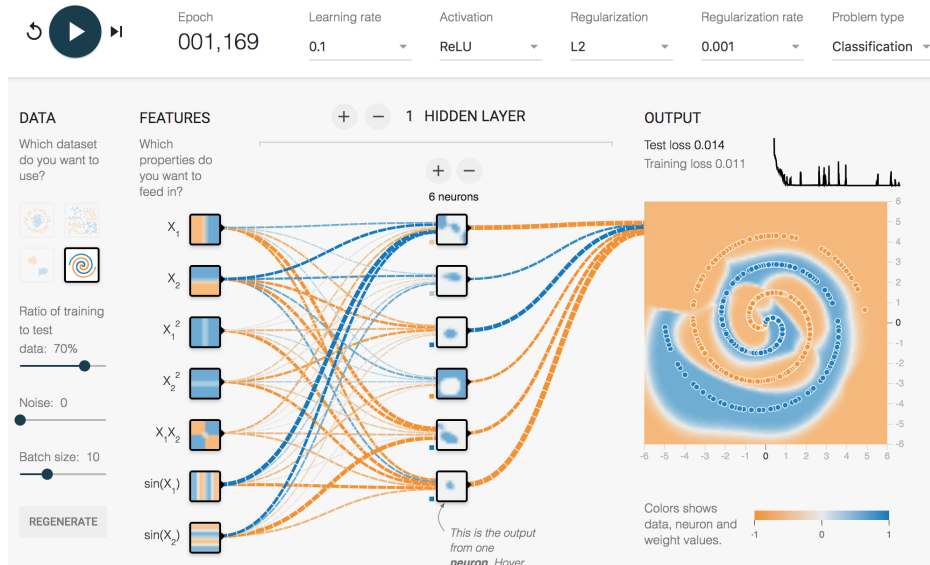 Epoch
001,169
Learning rate
0.1
Activation
ReLU
Regularization
L2
Regularization rate
0.001
Problem type
Classification
DATA
Which dataset
do you want to
use?
Ratio of training
to test
data: 70%
Noise: 0
Batch size: 10
REGENERATE
FEATURES
Which
properties do
you want to
feed in?
X₁
X₂
X₁²
X₂²
X₁X₂
sin(X₁)
sin(X₂)
+ − 1 HIDDEN LAYER
+ −
6 neurons
This is the output
from one
neuron. Hover
OUTPUT
Test loss 0.014
Training loss 0.011
6
5
4
3
2
1
0
-1
-2
-3
-4
-5
-6
-6 -5 -4 -3 -2 -1 0 1 2 3 4 5 6
Colors shows
data, neuron and
weight values.
-1 0 1